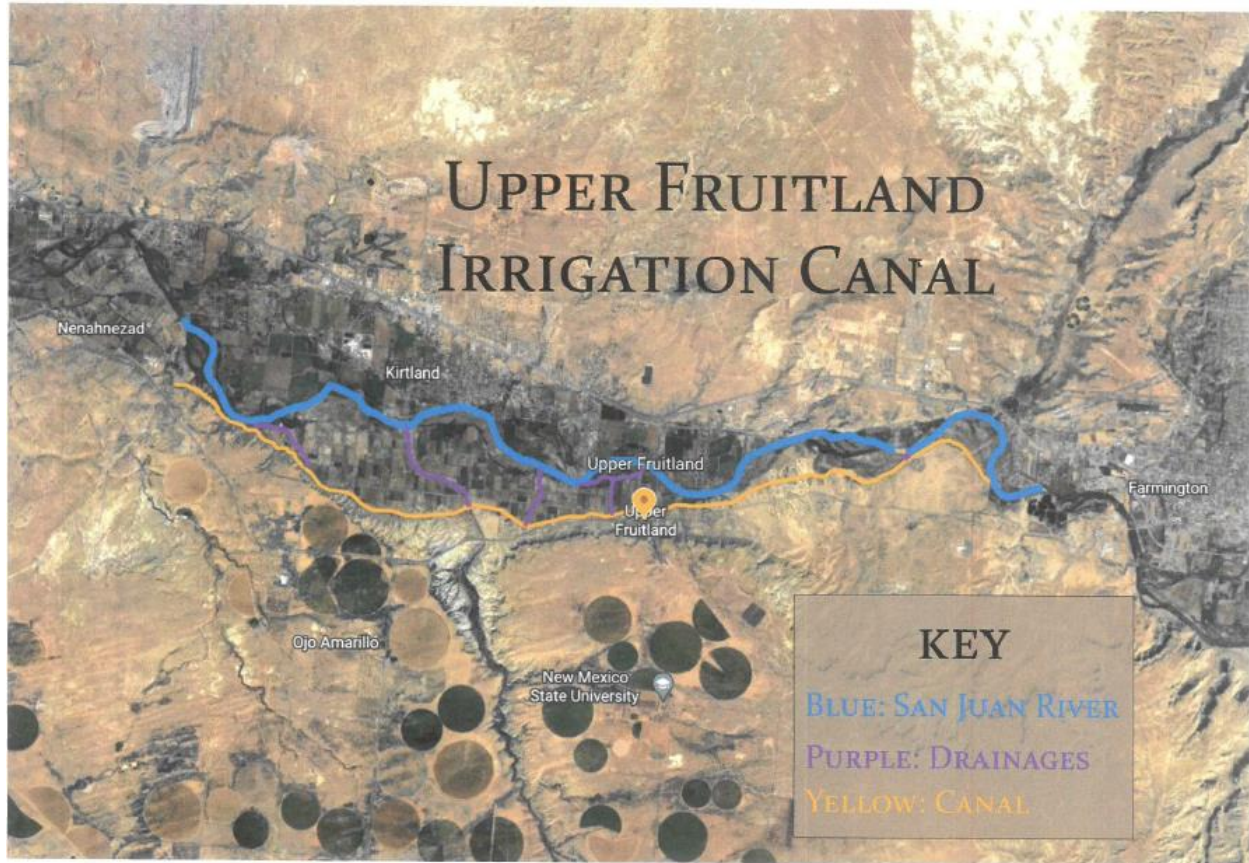 UPPER FRUITLAND
IRRIGATION CANAL
Nenahnezad
Kirtland
Upper Fruitland
Farmington
Upper
Fruitland
Ojo Amarillo
New Mexico
State University
KEY
BLUE: SAN JUAN RIVER
PURPLE: DRAINAGES
YELLOW: CANAL